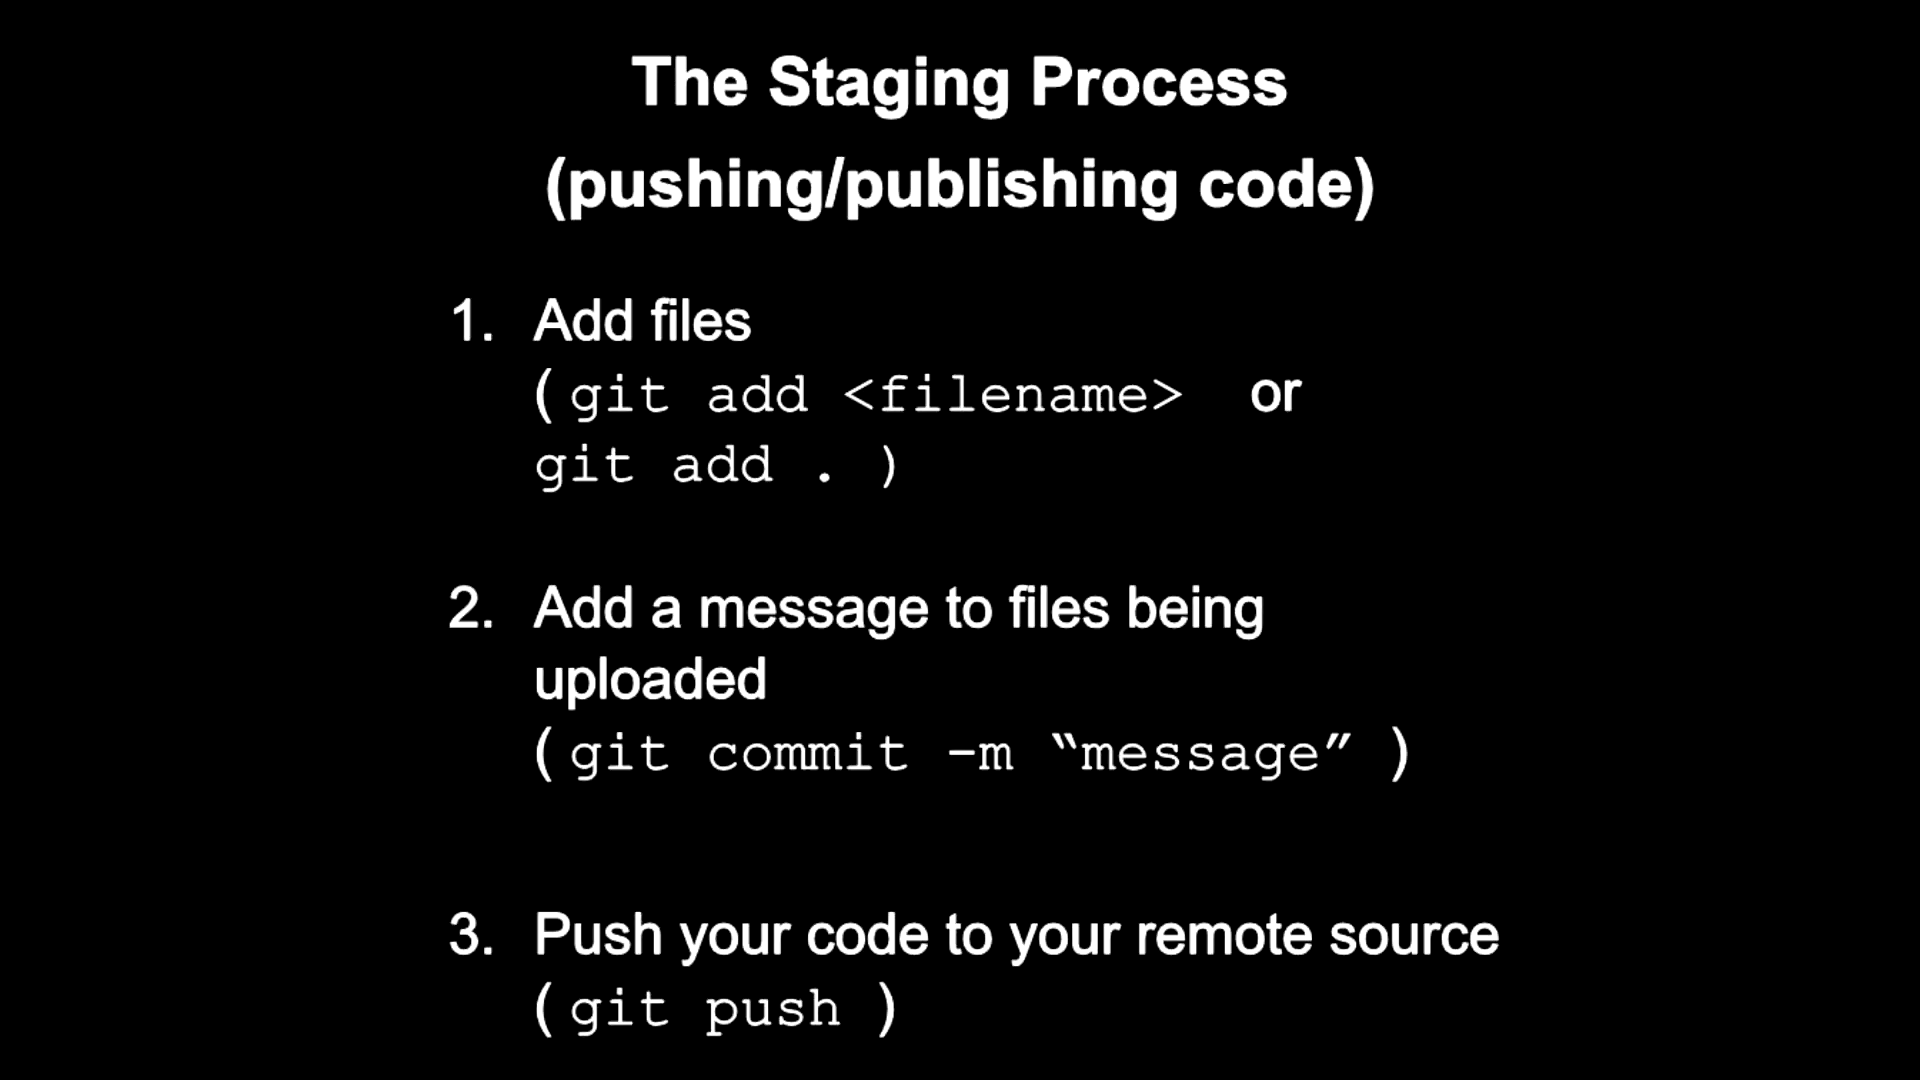 The Staging Process
(pushing/publishing code)
1. Add files
(git add <filename> or
git add . )
2. Add a message to files being
uploaded
(git commit -m “message” )
3. Push your code to your remote source
(git push )